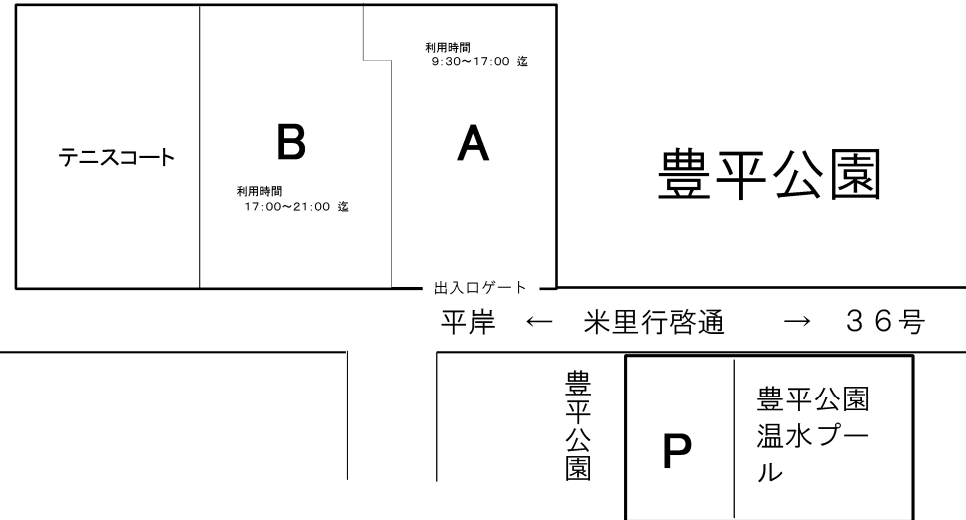 利用時間
9:30～17:00 迄
テニスコート
B
A
豊平公園
利用時間
17:00～21:00 迄
出入口ゲート
平岸 ← 米里行啓通 → 36号
豊平公園
P
豊平公園
温水プー
ル